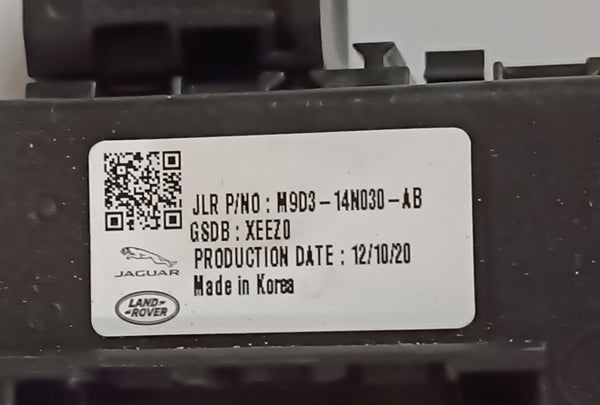 JLR P/NO : M9D3-14N030-AB
GSDB : XEEZ0
PRODUCTION DATE : 12/10/20
JAGUAR
Made in Korea
LAND-
ROVER